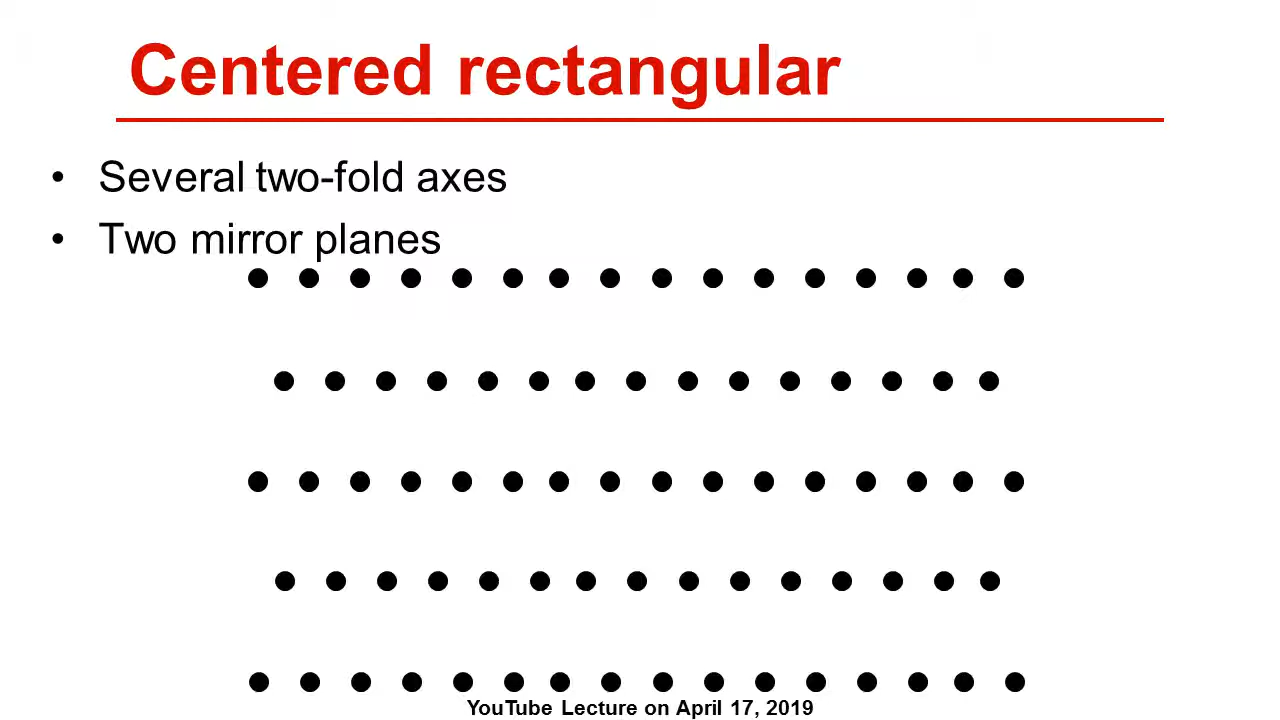 Centered rectangular
• Several two-fold axes
• Two mirror planes
YouTube Lecture on April 17, 2019